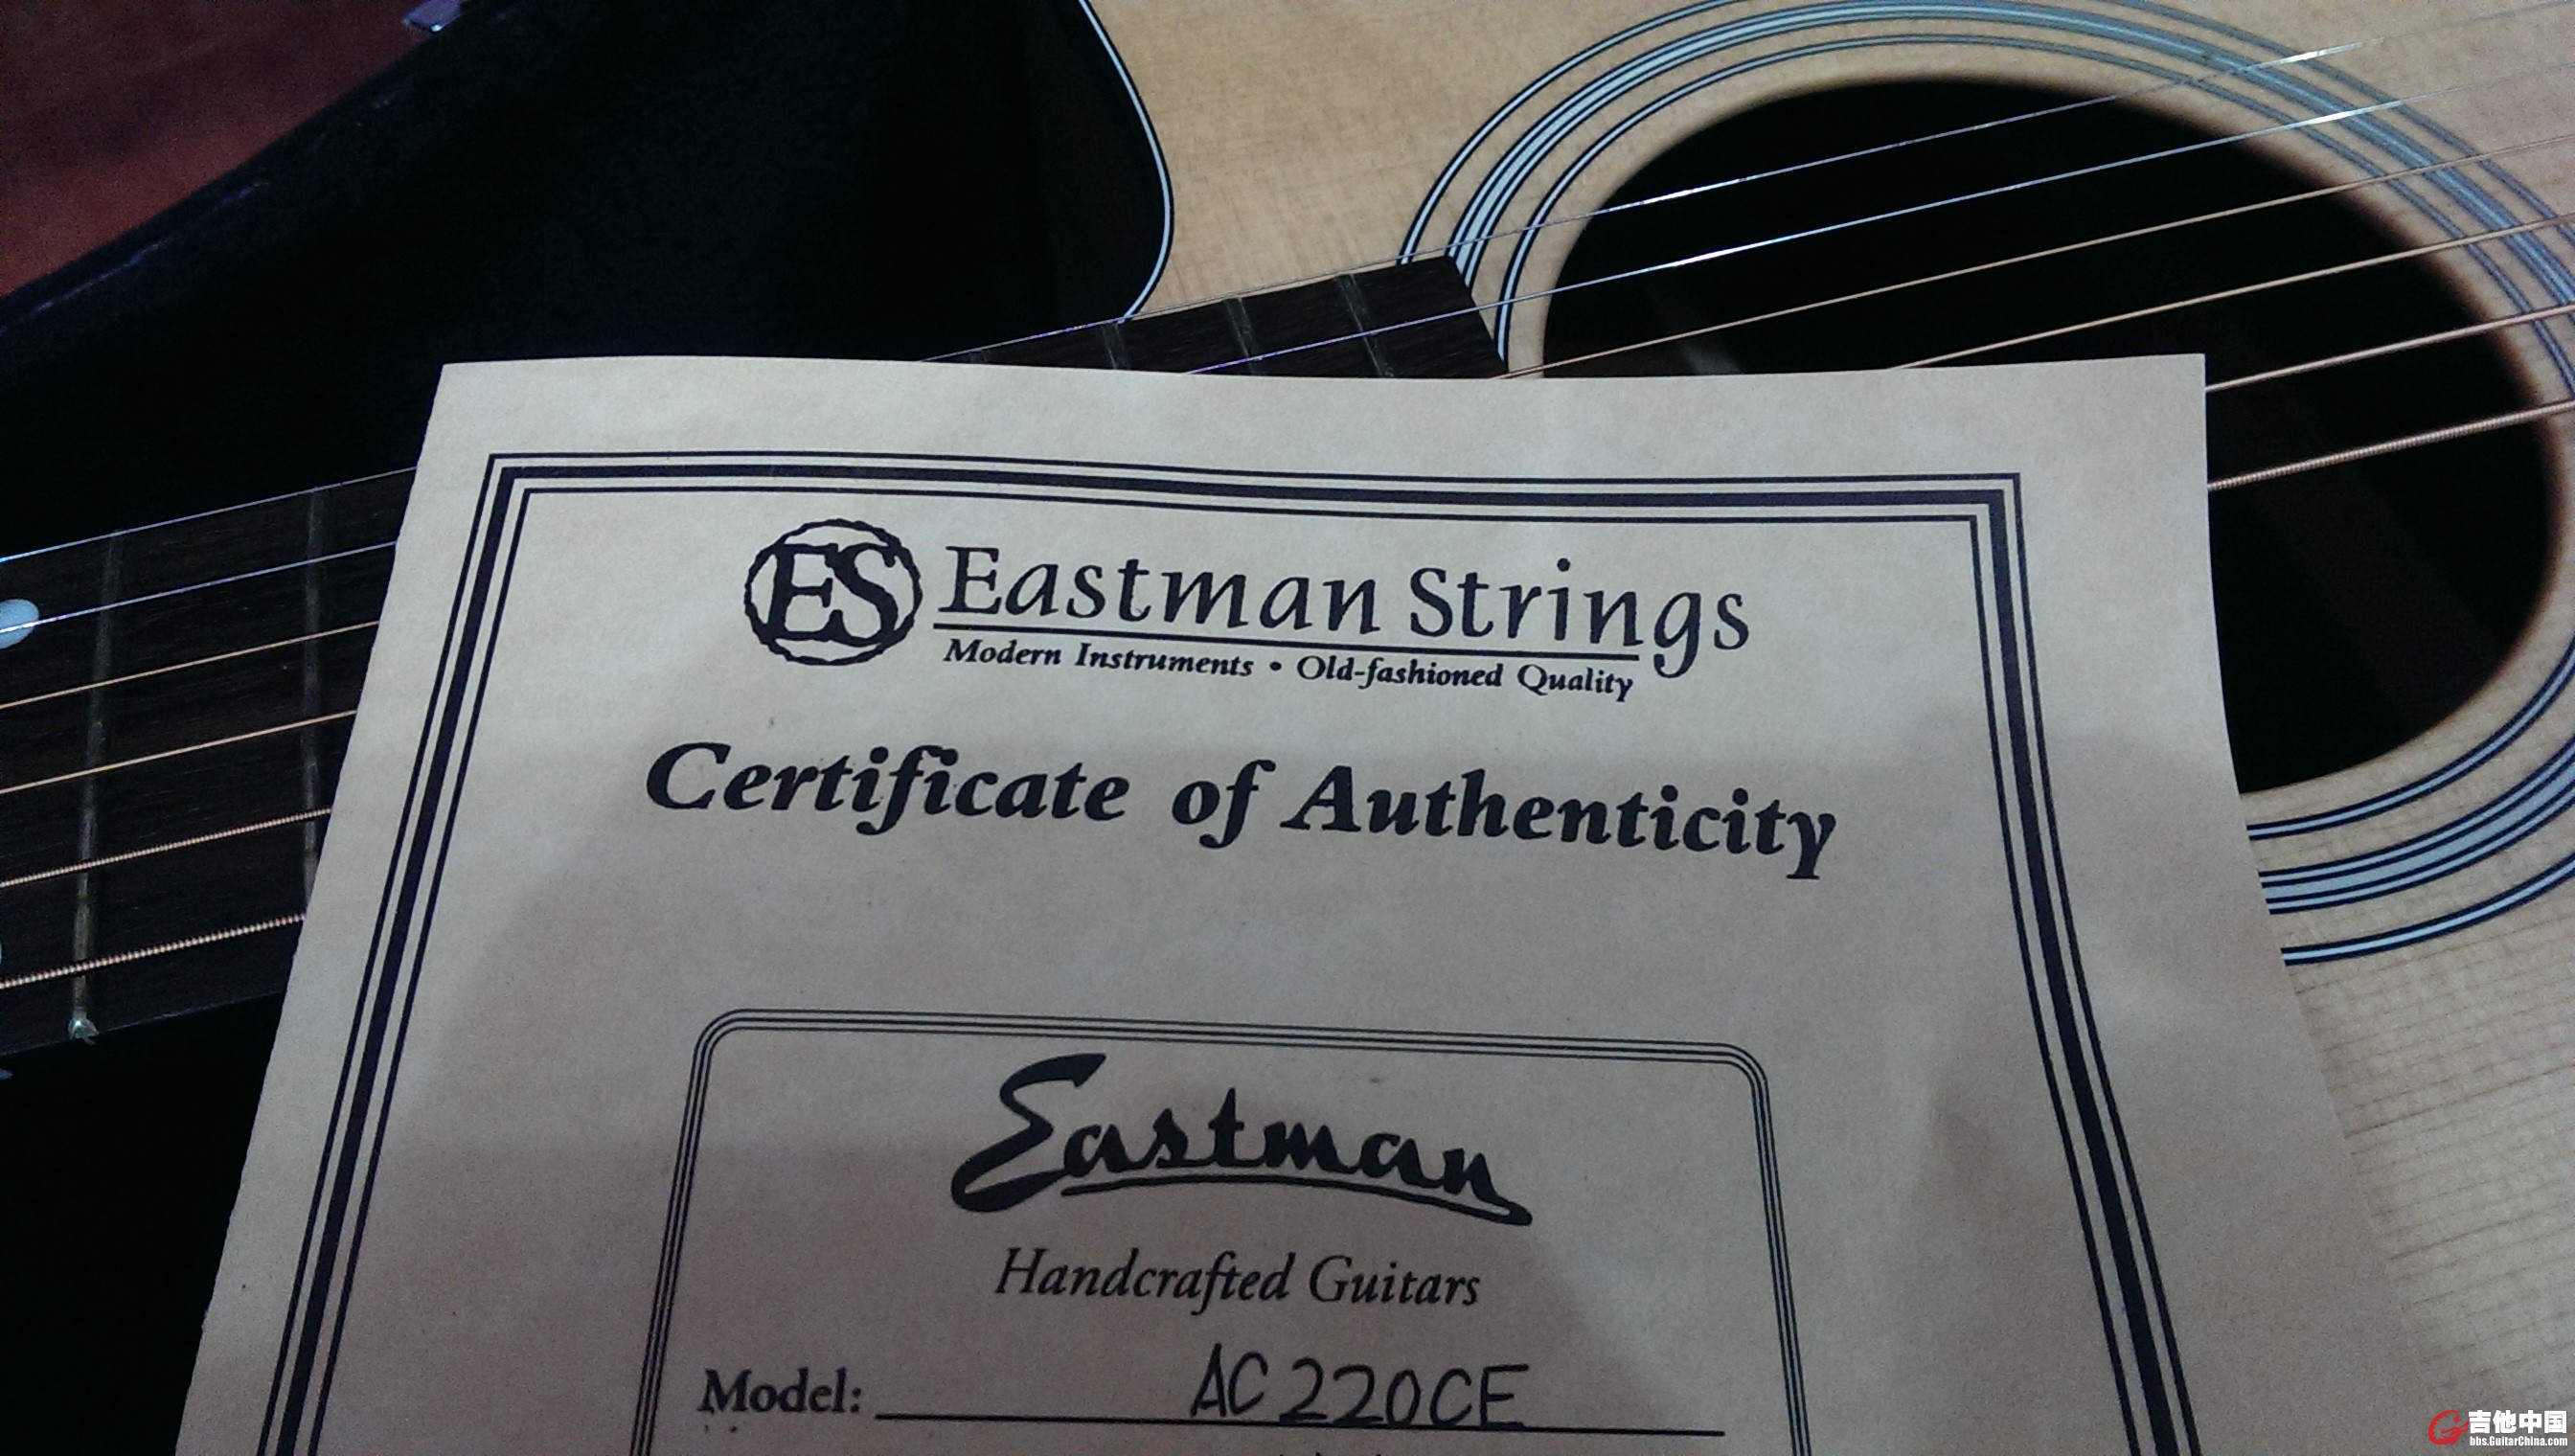 ES Eastman Strings
Modern Instruments • Old-fashioned Quality
Certificate of Authenticity
Eastman
Handcrafted Guitars
Model: AC220CE
吉他中国
bbs.GuitarChina.com